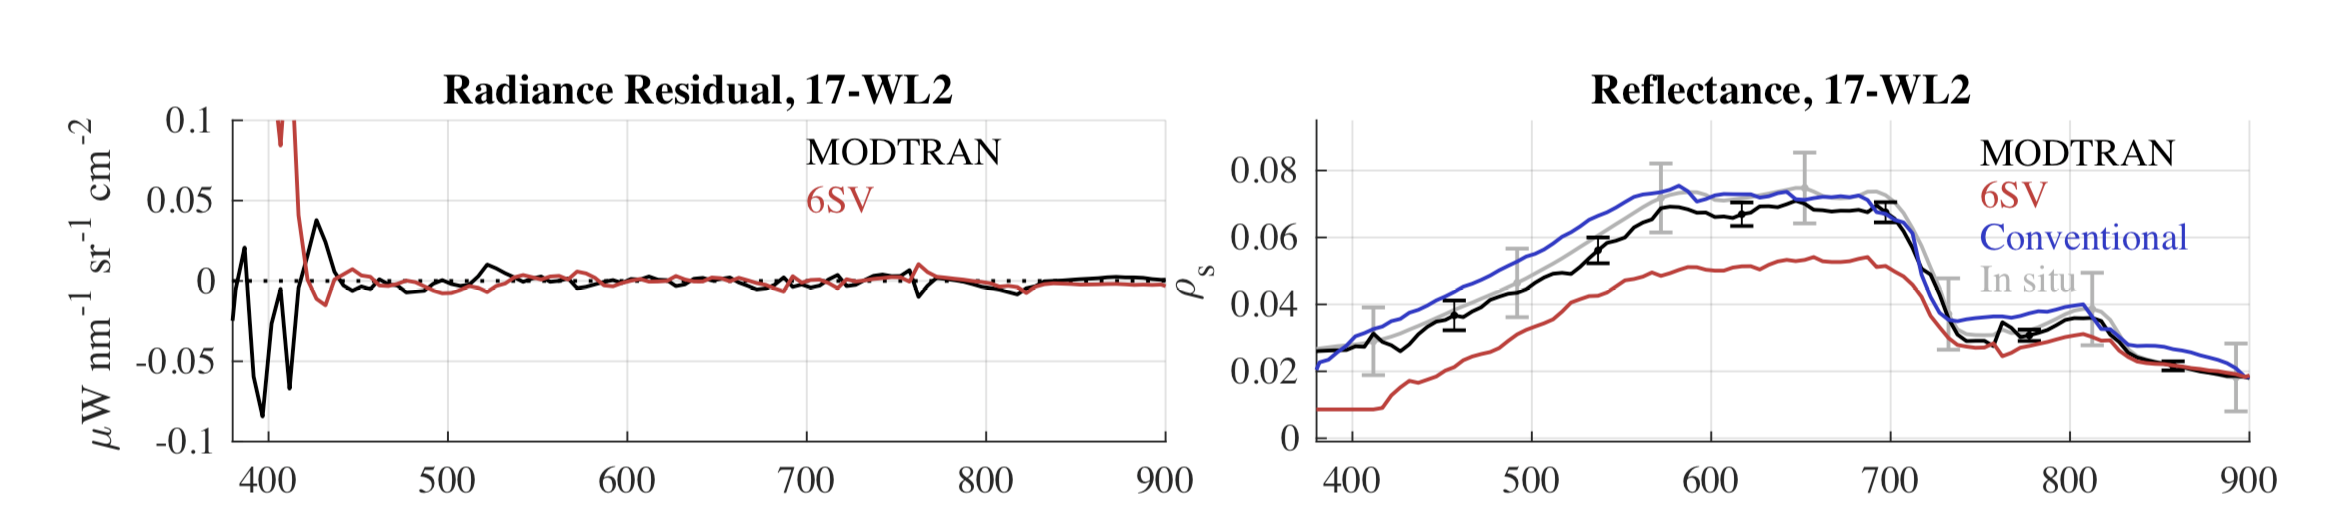 Radiance Residual, 17-WL2
μW nm-1 sr-1 cm-2
0.1
0.05
0
-0.05
-0.1
MODTRAN
6SV
400 500 600 700 800 900
Reflectance, 17-WL2
ρs
0.08
0.06
0.04
0.02
0
MODTRAN
6SV
Conventional
In situ
400 500 600 700 800 900